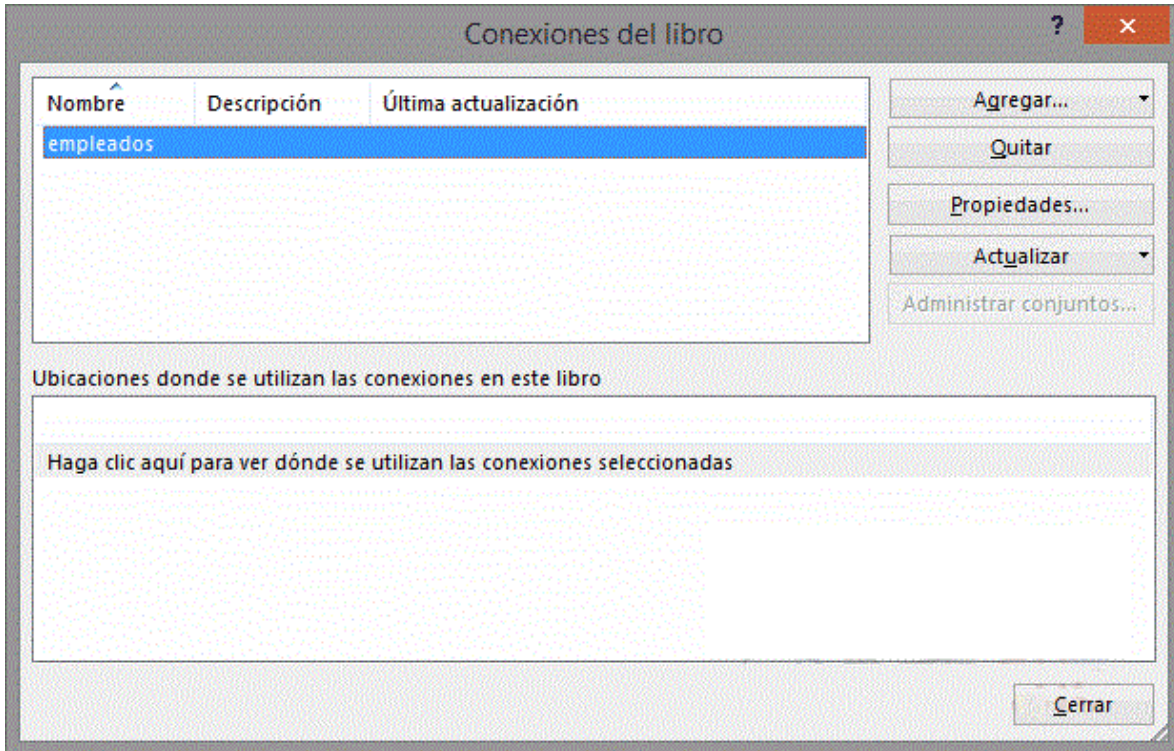 Conexiones del libro
?
Nombre Descripción Última actualización
empleados
Agregar...
Quitar
Propiedades...
Actualizar
Administrar conjuntos...
Ubicaciones donde se utilizan las conexiones en este libro
Haga clic aquí para ver dónde se utilizan las conexiones seleccionadas
Cerrar